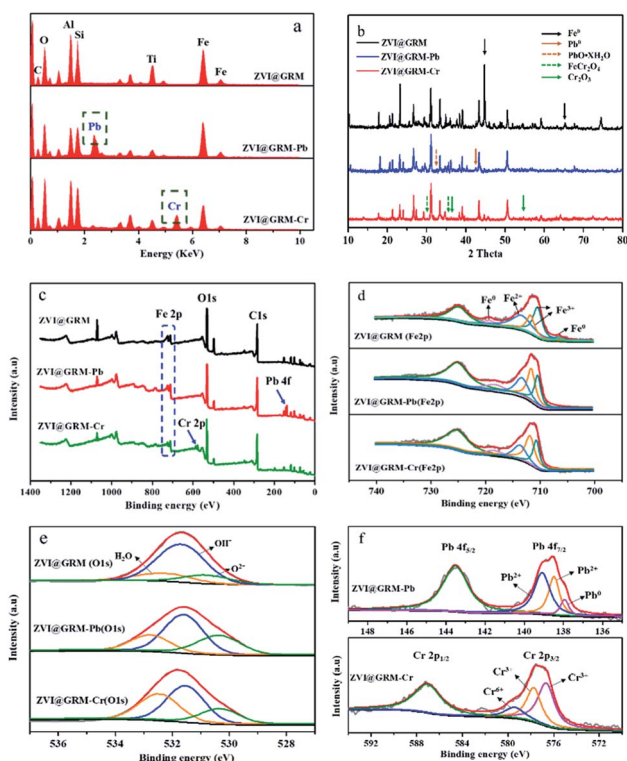 a
C
O
Al
Si
Ti
Fe
Fe
ZVI@GRM
Pb
ZVI@GRM-Pb
Cr
ZVI@GRM-Cr
0 2 4 6 8 10
Energy (KeV)
Intensity (a.u)
b
ZVI@GRM
ZVI@GRM-Pb
ZVI@GRM-Cr
Fe⁰
Pb⁰
PbO•XH₂O
FeCr₂O₄
Cr₂O₃
10 20 30 40 50 60 70 80
2 Theta
c
ZVI@GRM
Fe 2p
O1s
C1s
ZVI@GRM-Pb
Pb 4f
ZVI@GRM-Cr
Cr 2p
1400 1200 1000 800 600 400 200 0
Binding energy (eV)
Intensity (a.u)
d
Fe⁰
Fe²⁺
Fe³⁺
Fe⁰
ZVI@GRM (Fe2p)
ZVI@GRM-Pb(Fe2p)
ZVI@GRM-Cr(Fe2p)
740 730 720 710 700
Binding energy (eV)
Intensity (a.u)
e
ZVI@GRM (O1s)
H₂O
OH⁻
O²⁻
ZVI@GRM-Pb(O1s)
ZVI@GRM-Cr(O1s)
536 534 532 530 528
Binding energy (eV)
Intensity (a.u)
f
Pb 4f₅/₂
Pb 4f₇/₂
ZVI@GRM-Pb
Pb²⁺
Pb²⁺
Pb⁰
148 146 144 142 140 138 136
Intensity (a.u)
Cr 2p₁/₂
Cr 2p₃/₂
ZVI@GRM-Cr
Cr⁶⁺
Cr³⁺
592 588 584 580 576 572
Binding energy (eV)
Intensity (a.u)